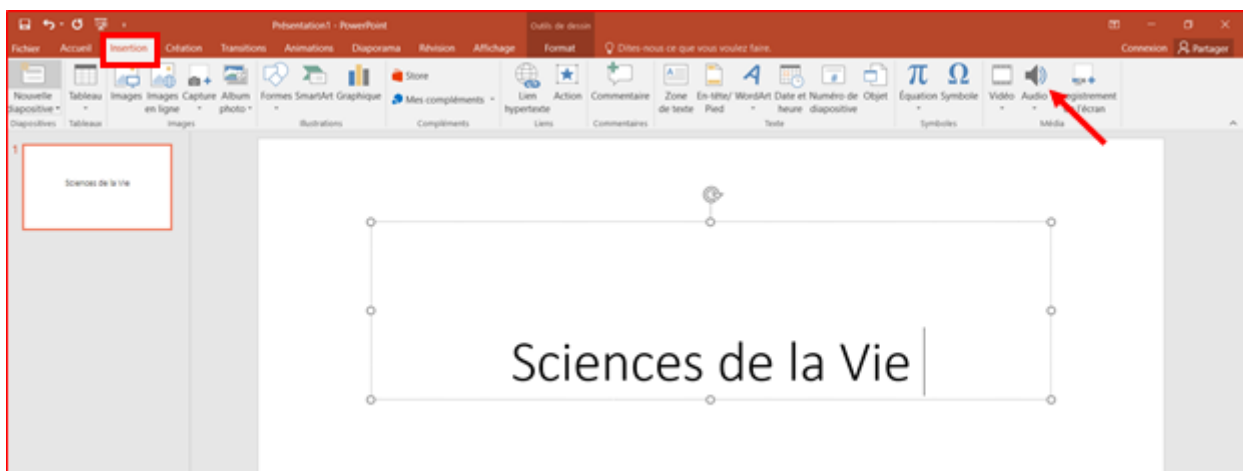 Présentation1 - PowerPoint
Outils de dessin
Fichier Accueil Insertion Création Transitions Animations Diaporama Révision Affichage Format Dites-nous ce que vous voulez faire. Connexion Partager
Nouvelle diapositive
Tableau
Images
Images en ligne
Capture
Album photo
Formes
SmartArt
Graphique
Store
Mes compléments
Lien hypertexte
Action
Commentaire
Zone de texte
En-tête/ Pied
WordArt
Date et heure
Numéro de diapositive
Objet
Équation
Symbole
Vidéo
Audio
Diapositives Tableaux Images Illustrations Compléments Liens Commentaires Texte Symboles Média
1
Sciences de la Vie
Sciences de la Vie